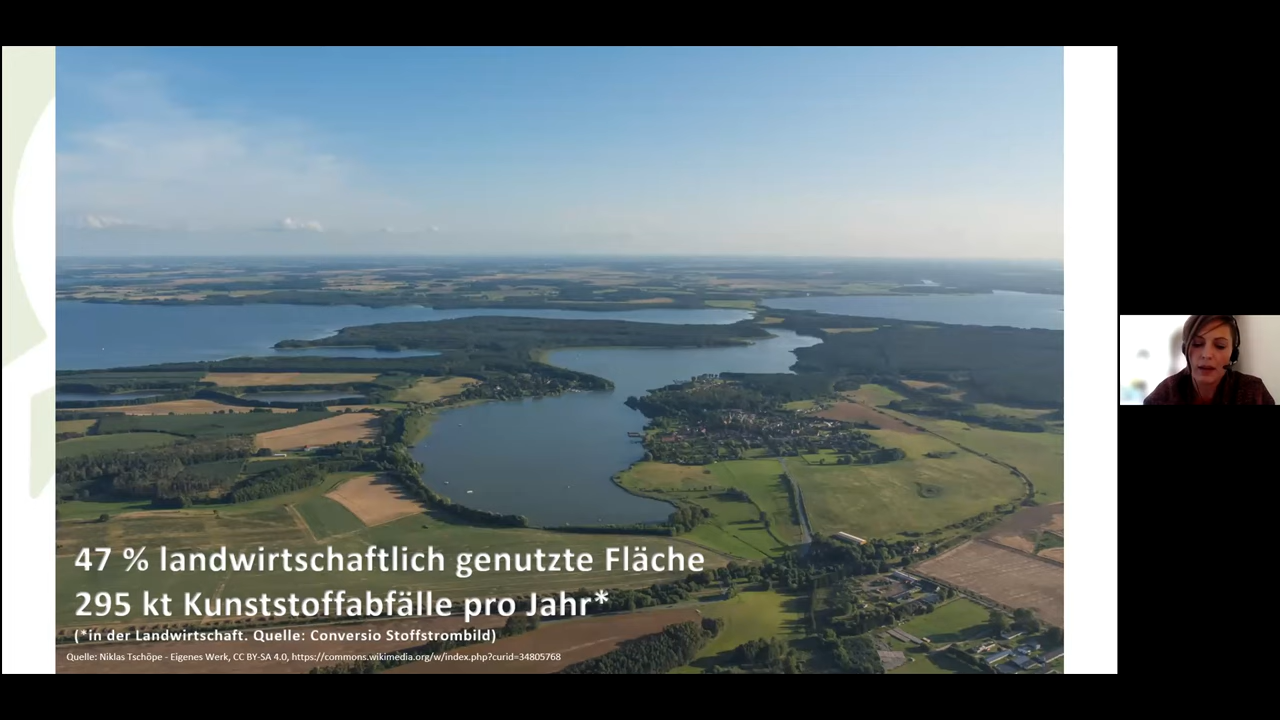 47 % landwirtschaftlich genutzte Fläche
295 kt Kunststoffabfälle pro Jahr*
(*in der Landwirtschaft. Quelle: Conversio Stoffstrombild)
Quelle: Niklas Tschöpe - Eigenes Werk, CC BY-SA 4.0, https://commons.wikimedia.org/w/index.php?curid=34805768